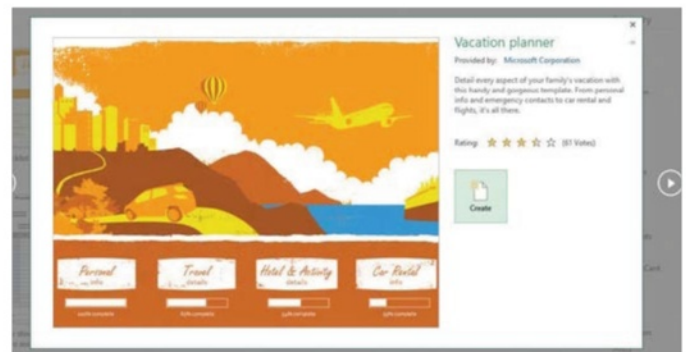 Vacation planner
Provided by: Microsoft Corporation
Detail every aspect of your family's vacation with
this handy and gorgeous template. From personal
info and emergency contacts to car rental and
flights, it's all there.
Rating: (61 Votes)
Create
Personal
info
Travel
details
Hotel & Activity
details
Car Rental
info